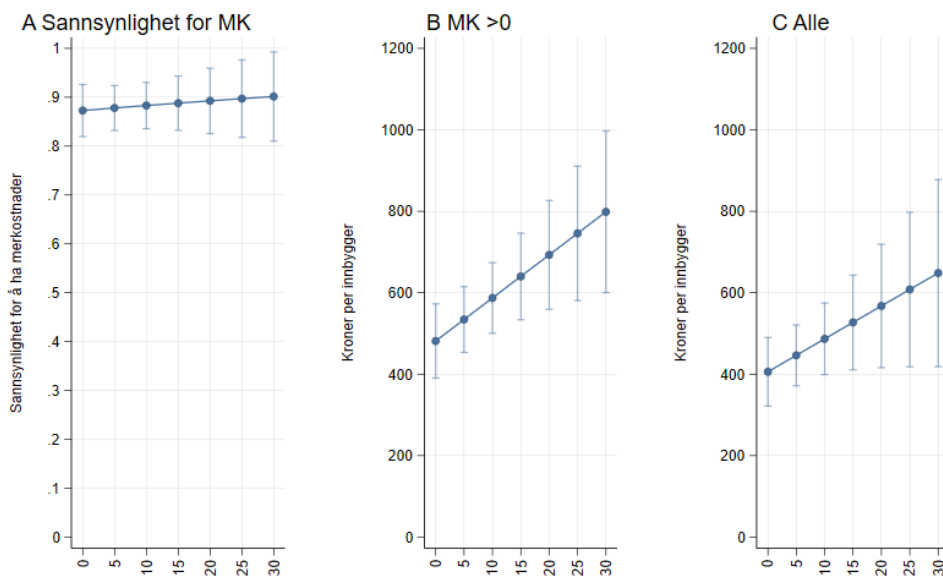 A Sannsynlighet for MK
Sannsynlighet for å ha merkostnader
1
.9
.8
.7
.6
.5
.4
.3
.2
.1
0
0 5 10 15 20 25 30
B MK >0
Kroner per innbygger
1200
1000
800
600
400
200
0
0 5 10 15 20 25 30
C Alle
Kroner per innbygger
1200
1000
800
600
400
200
0
0 5 10 15 20 25 30